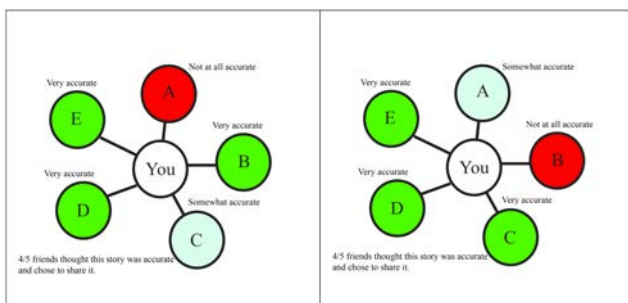 Not at all accurate
Very accurate
A
E
Very accurate
You
B
Very accurate
Somewhat accurate
D
C
4/5 friends thought this story was accurate
and chose to share it.
Somewhat accurate
Very accurate
A
E
Not at all accurate
You
B
Very accurate
Very accurate
D
C
4/5 friends thought this story was accurate
and chose to share it.